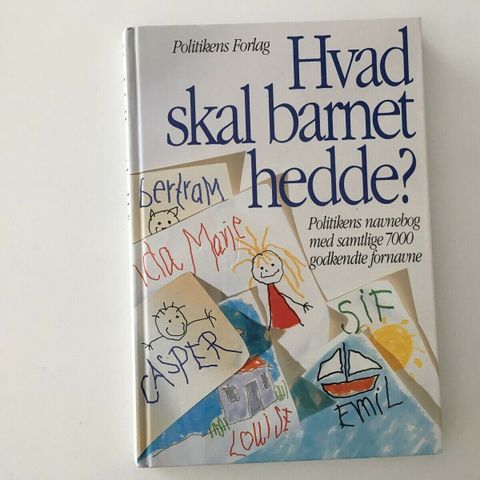 Politikens Forlag
Hvad
skal barnet
hedde?
Politikens navnebog
med samtlige 7000
godkendte fornavne
bertram
Ida Marie
SIF
CASPER
EMIL
LOUISE